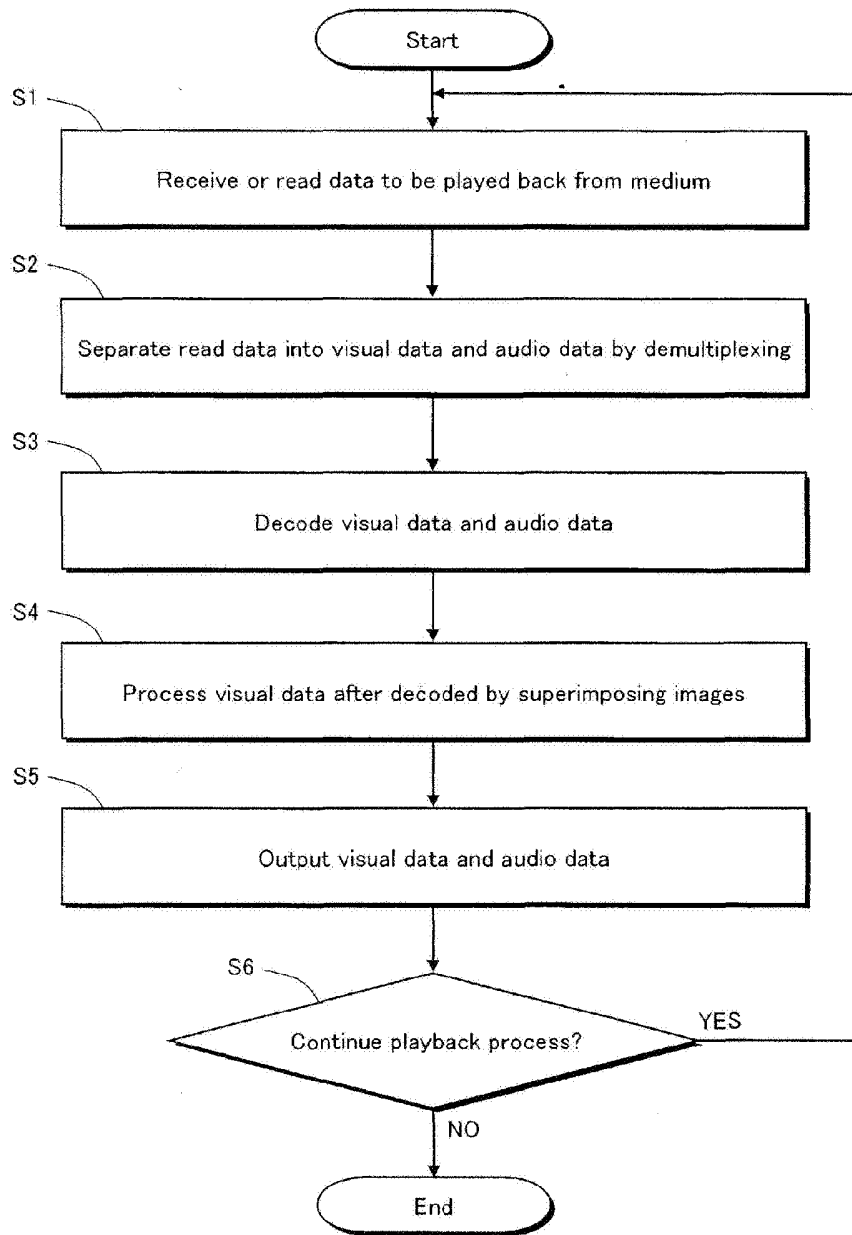 Start
S1
Receive or read data to be played back from medium
S2
Separate read data into visual data and audio data by demultiplexing
S3
Decode visual data and audio data
S4
Process visual data after decoded by superimposing images
S5
Output visual data and audio data
S6
Continue playback process?
YES
NO
End